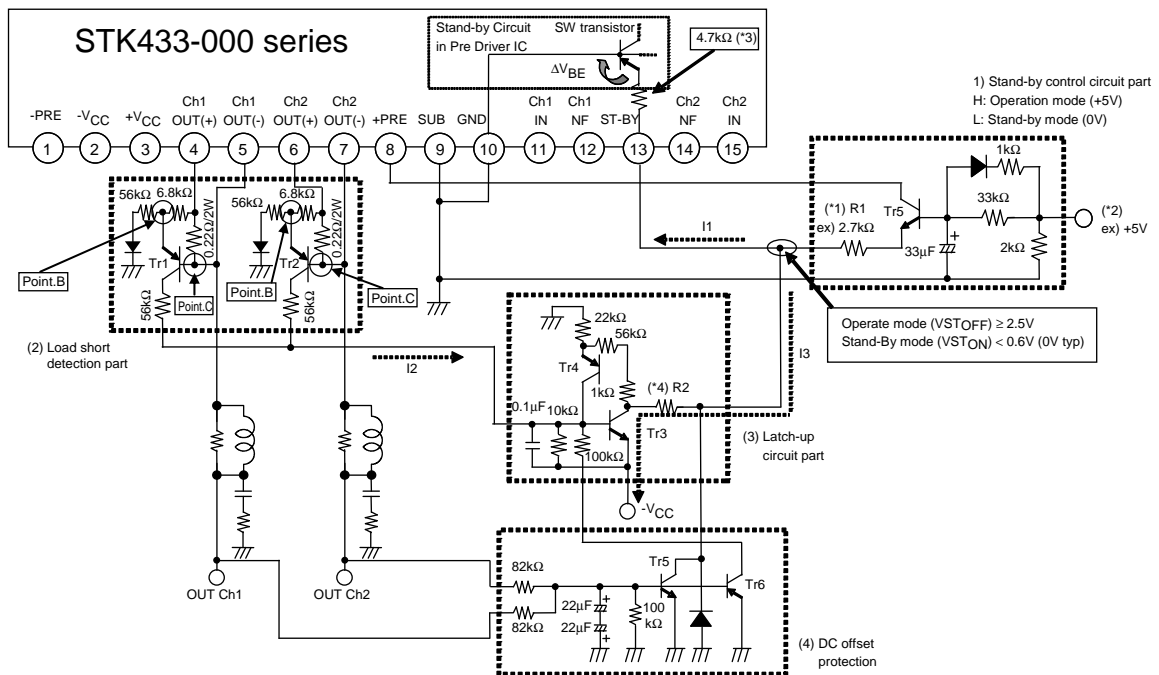 STK433-000 series
Stand-by Circuit
in Pre Driver IC
SW transistor
ΔVBE
4.7kΩ (*3)
1) Stand-by control circuit part
H: Operation mode (+5V)
L: Stand-by mode (0V)
-PRE
-VCC
+VCC
Ch1
OUT(+)
Ch1
OUT(-)
Ch2
OUT(+)
Ch2
OUT(-)
+PRE
SUB
GND
Ch1
IN
Ch1
NF
ST-BY
Ch2
NF
Ch2
IN
1
2
3
4
5
6
7
8
9
10
11
12
13
14
15
1kΩ
33kΩ
2kΩ
33µF
+
Tr5
(*1) R1
ex) 2.7kΩ
(*2)
ex) +5V
I1
56kΩ
6.8kΩ
0.22Ω/2W
Tr1
Point.B
Point.C
56kΩ
56kΩ
6.8kΩ
0.22Ω/2W
Tr2
Point.B
Point.C
56kΩ
(2) Load short
detection part
I2
I3
Operate mode (VSTOFF) ≥ 2.5V
Stand-By mode (VSTON) < 0.6V (0V typ)
22kΩ
56kΩ
Tr4
1kΩ
(*4) R2
0.1µF
10kΩ
Tr3
100kΩ
(3) Latch-up
circuit part
-VCC
OUT Ch1
OUT Ch2
82kΩ
82kΩ
22µF
+
22µF
+
100
kΩ
Tr5
Tr6
(4) DC offset
protection